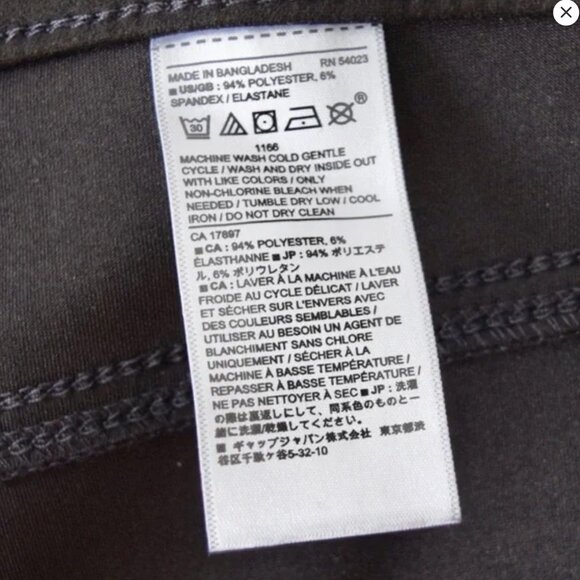 MADE IN BANGLADESH RN 54023
■ US/GB : 94% POLYESTER, 6%
SPANDEX / ELASTANE
30 ®
1166
MACHINE WASH COLD GENTLE
CYCLE / WASH AND DRY INSIDE OUT
WITH LIKE COLORS / ONLY
NON-CHLORINE BLEACH WHEN
NEEDED / TUMBLE DRY LOW / COOL
IRON / DO NOT DRY CLEAN
CA 17897
■ CA : 94% POLYESTER, 6%
ÉLASTHANNE ■ JP : 94% ポリエステ
ル, 6% ポリウレタン
■ CA : LAVER À LA MACHINE À L'EAU
FROIDE AU CYCLE DÉLICAT / LAVER
ET SÉCHER SUR L'ENVERS AVEC
DES COULEURS SEMBLABLES /
UTILISER AU BESOIN UN AGENT DE
BLANCHIMENT SANS CHLORE
UNIQUEMENT / SÉCHER À LA
MACHINE À BASSE TEMPÉRATURE /
REPASSER À BASSE TEMPÉRATURE /
NE PAS NETTOYER À SEC ■ JP : 洗濯
の際は裏返しにして、同系色のものと一
緒に洗濯/乾燥してください。
■ ギャップジャパン株式会社 東京都渋
谷区千駄ヶ谷5-32-10